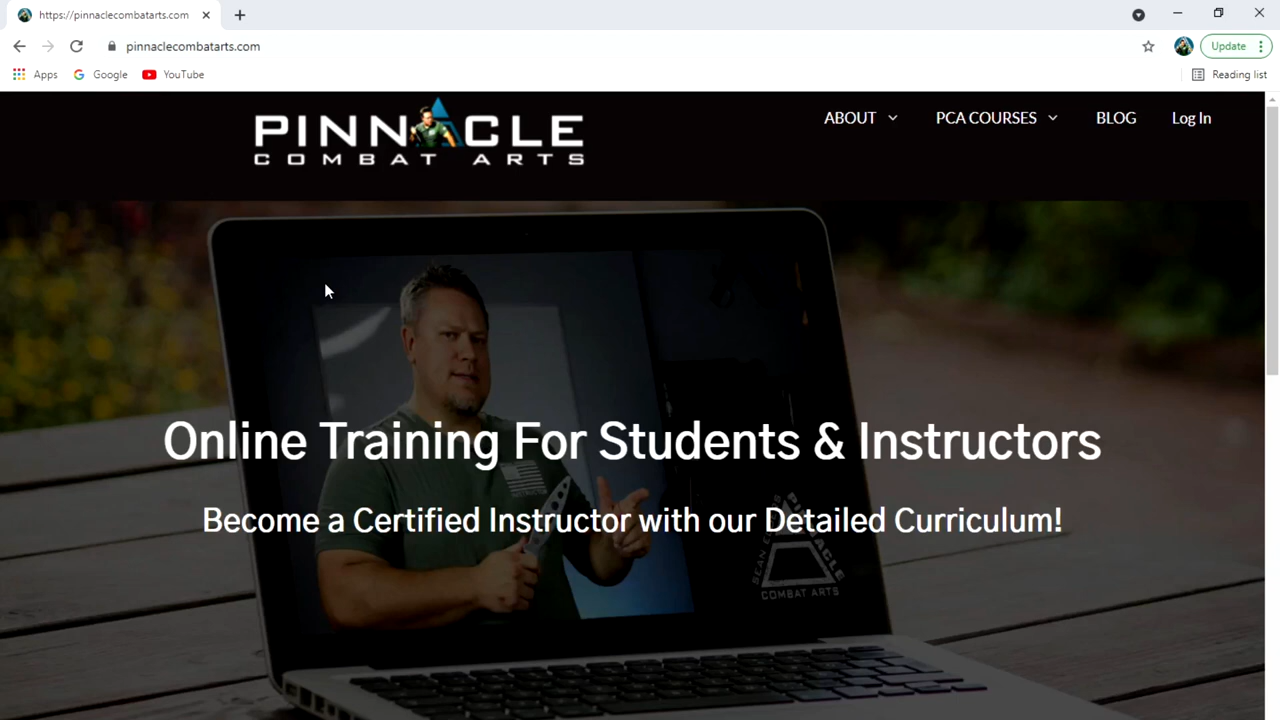 https://pinnaclecombatarts.com
pinnaclecombatarts.com
Update
Apps
Google
YouTube
Reading list
PINNACLE
COMBAT ARTS
ABOUT
PCA COURSES
BLOG
Log In
Online Training For Students & Instructors
Become a Certified Instructor with our Detailed Curriculum!
PINNACLE
COMBAT ARTS